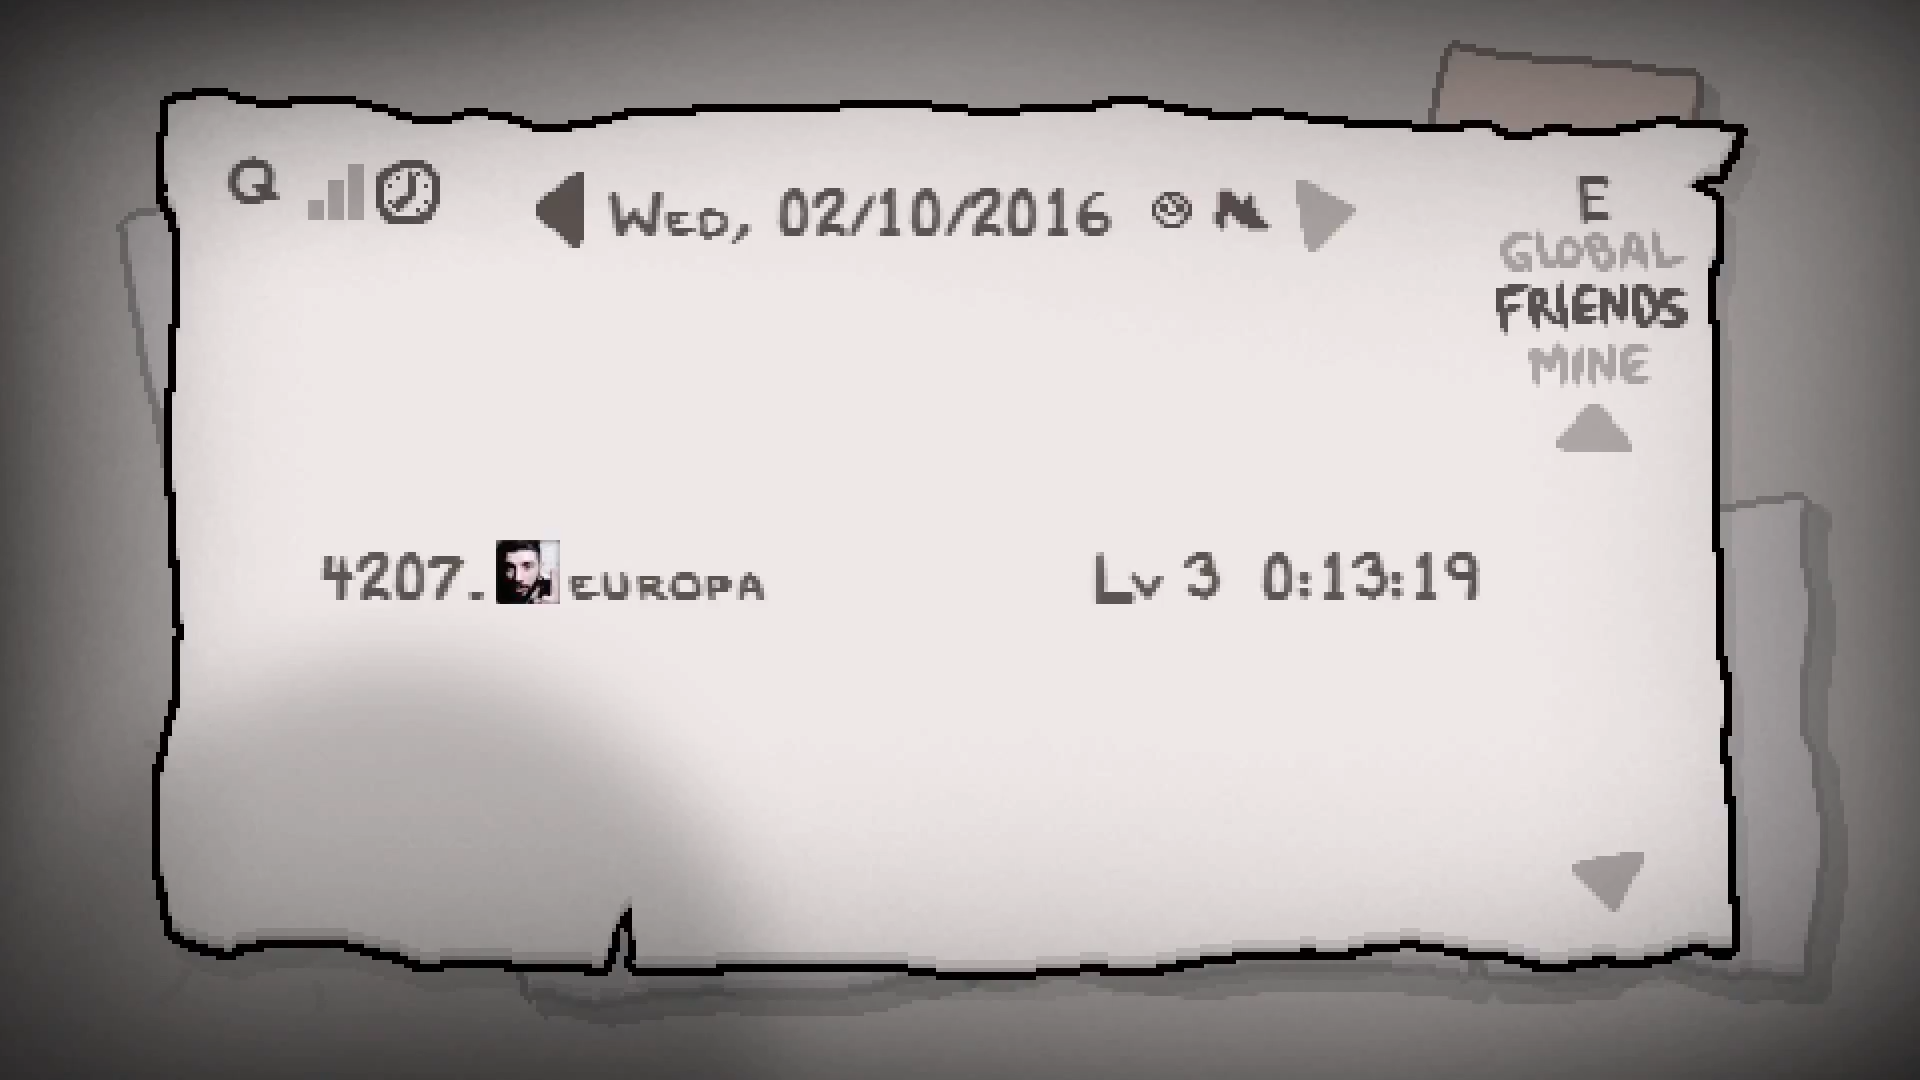 Q
WED, 02/10/2016
E
GLOBAL
FRIENDS
MINE
4207. EUROPA Lv 3 0:13:19